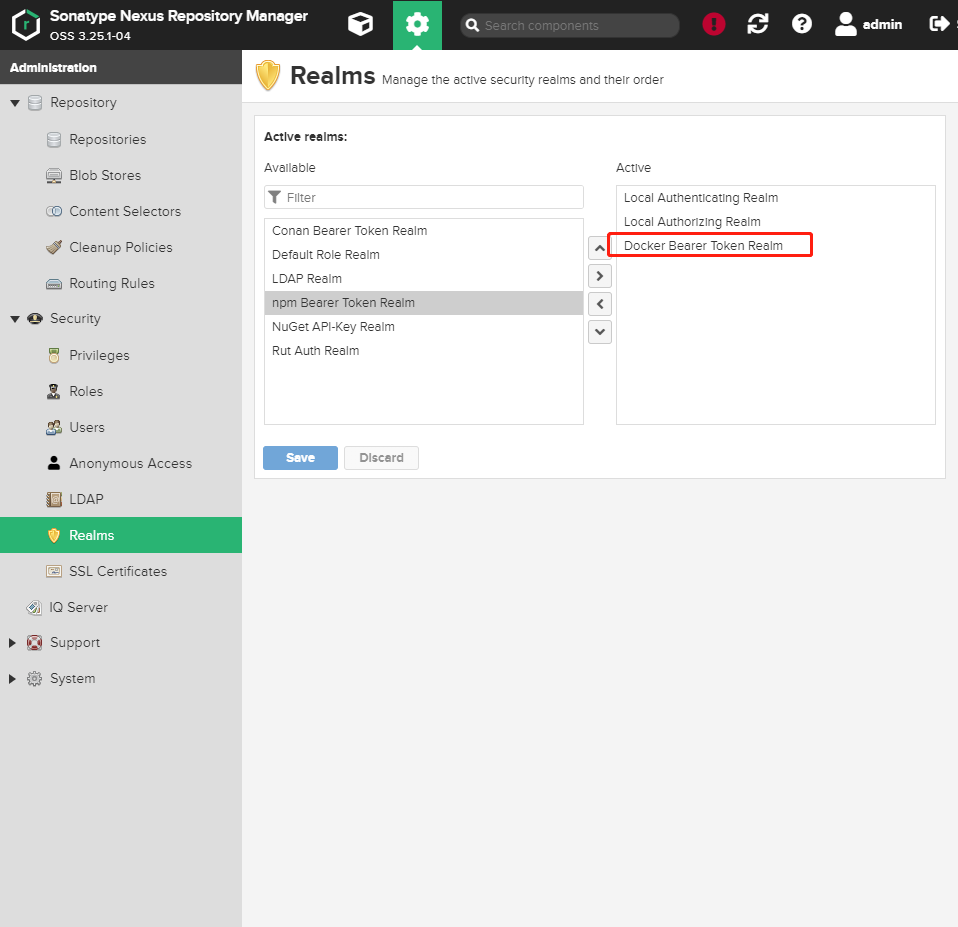 Sonatype Nexus Repository Manager
OSS 3.25.1-04
Search components
admin
Administration
Repository
Repositories
Blob Stores
Content Selectors
Cleanup Policies
Routing Rules
Security
Privileges
Roles
Users
Anonymous Access
LDAP
Realms
SSL Certificates
IQ Server
Support
System
Realms Manage the active security realms and their order
Active realms:
Available
Filter
Conan Bearer Token Realm
Default Role Realm
LDAP Realm
npm Bearer Token Realm
NuGet API-Key Realm
Rut Auth Realm
Active
Local Authenticating Realm
Local Authorizing Realm
Docker Bearer Token Realm
Save
Discard